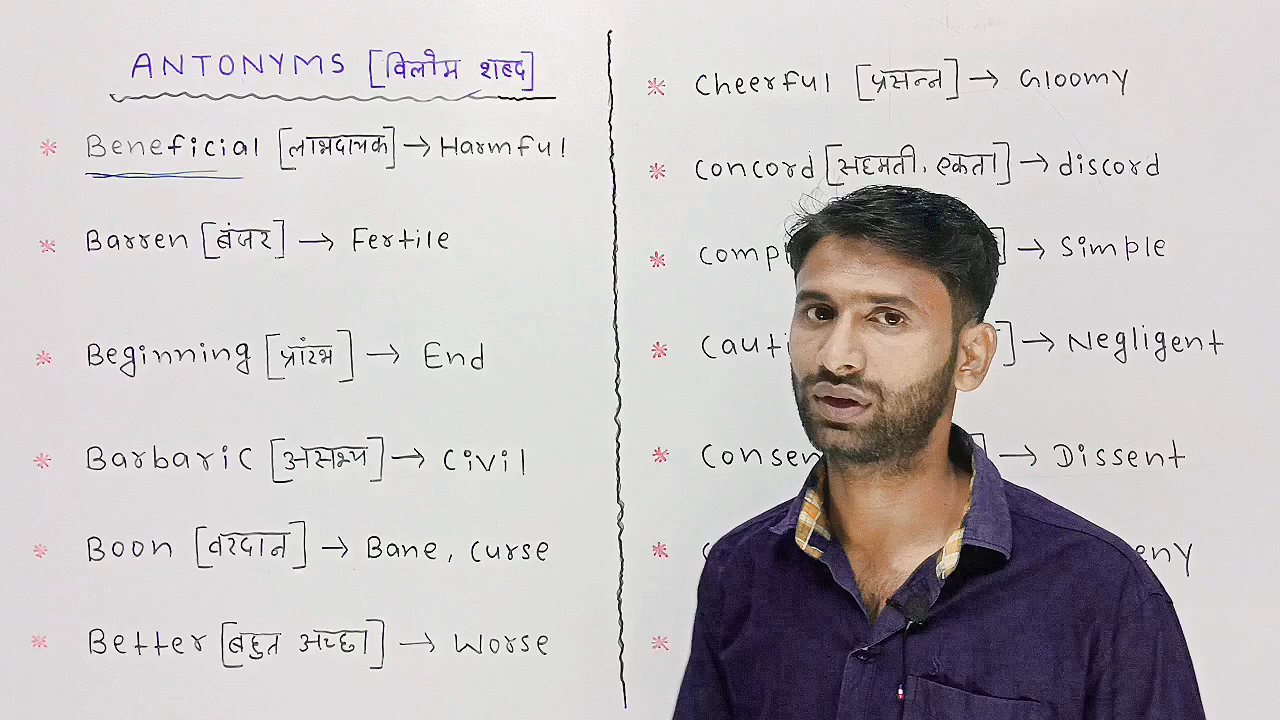 ANTONYMS [विलोम शब्द]
* Beneficial [लाभदायक] → Harmful
* Barren [बंजर] → Fertile
* Beginning [प्रांरभ] → End
* Barbaric [असभ्य] → Civil
* Boon [वरदान] → Bane, curse
* Better [बहुत अच्छा] → Worse
* Cheerful [प्रसन्न] → Gloomy
* Concord [सहमती, एकता] → discord
* → Simple
* → Negligent
* → Dissent
*
*